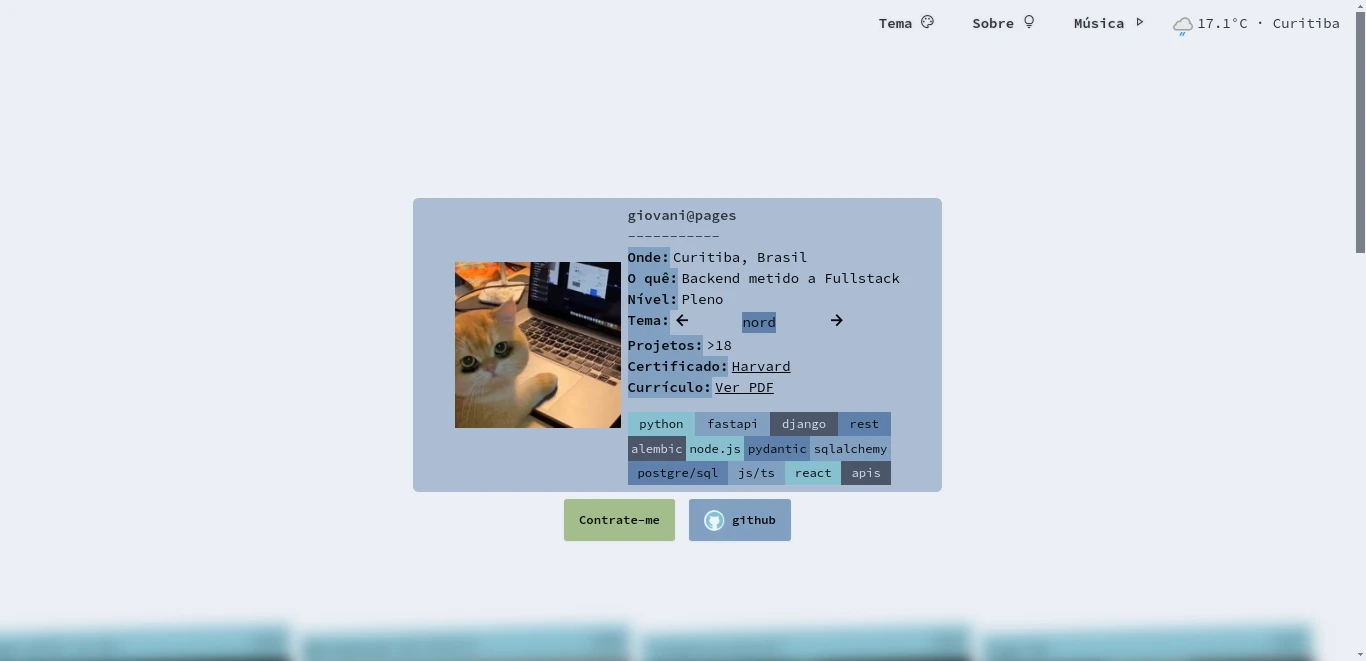 Tema
Sobre
Música
17.1°C · Curitiba
giovani@pages
-----------
Onde: Curitiba, Brasil
O quê: Backend metido a Fullstack
Nível: Pleno
Tema: nord
Projetos: >18
Certificado: Harvard
Currículo: Ver PDF
python fastapi django rest
alembic node.js pydantic sqlalchemy
postgre/sql js/ts react apis
Contrate-me github